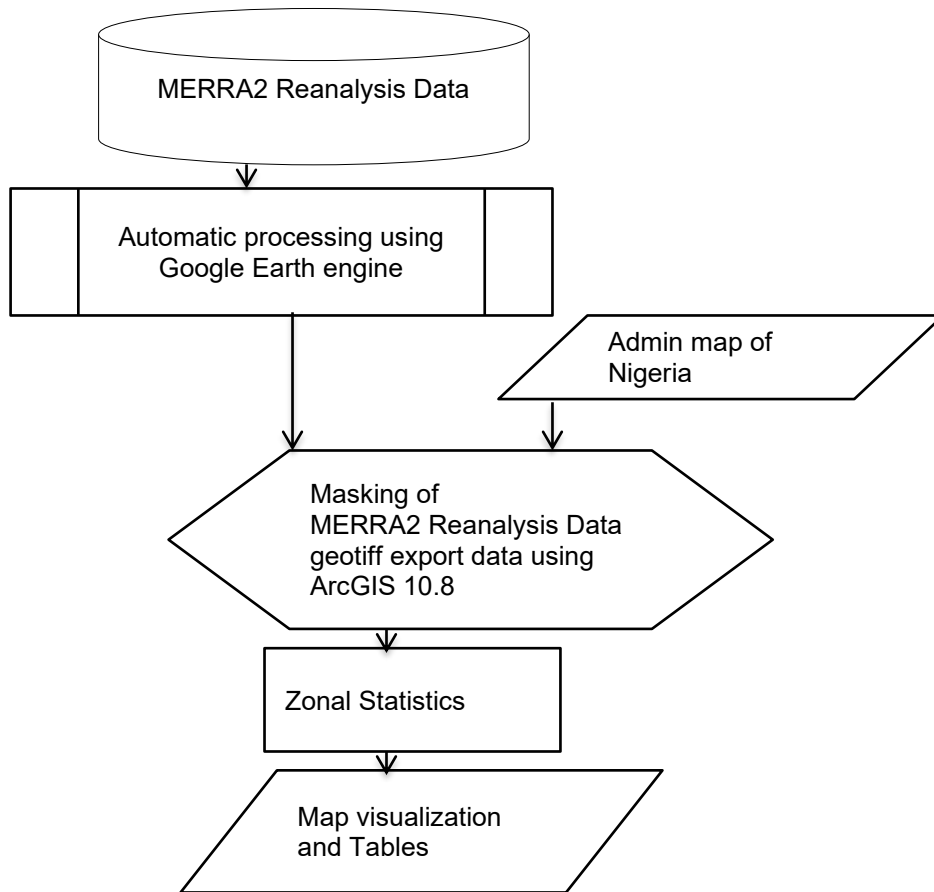 MERRA2 Reanalysis Data
Automatic processing using
Google Earth engine
Admin map of
Nigeria
Masking of
MERRA2 Reanalysis Data
geotiff export data using
ArcGIS 10.8
Zonal Statistics
Map visualization
and Tables